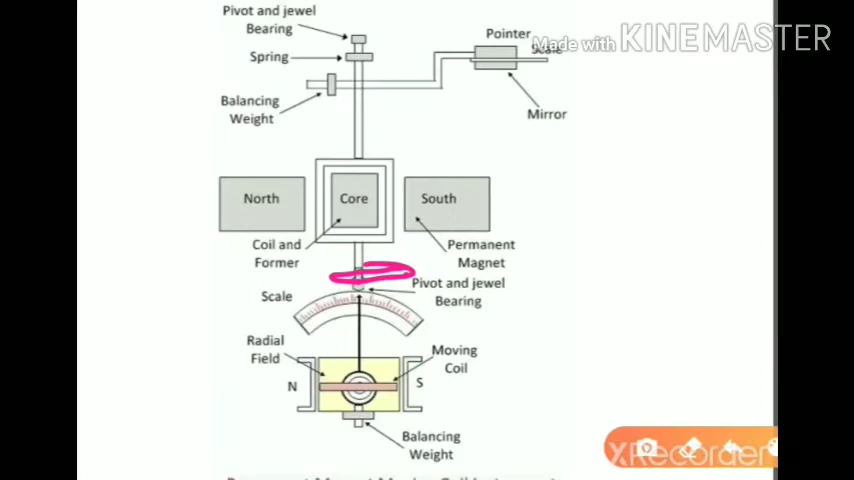 Pivot and jewel
Bearing
Pointer
Made with KINEMASTER
Scale
Spring
Balancing
Weight
Mirror
North
Core
South
Coil and
Former
Permanent
Magnet
Pivot and jewel
Bearing
Scale
Radial
Field
Moving
Coil
N
S
Balancing
Weight
XRecorder